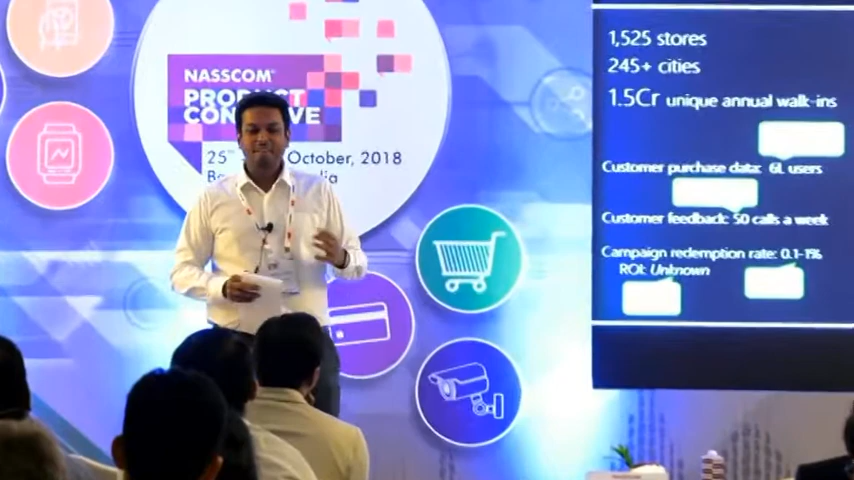 NASSCOM®
PRODUCT
CONCLAVE
25
October, 2018
1,525 stores
245+ cities
1.5Cr unique annual walk-ins
Customer purchase data: 6L users
Customer feedback: 50 calls a week
Campaign redemption rate: 0.1-1%
ROI: Unknown